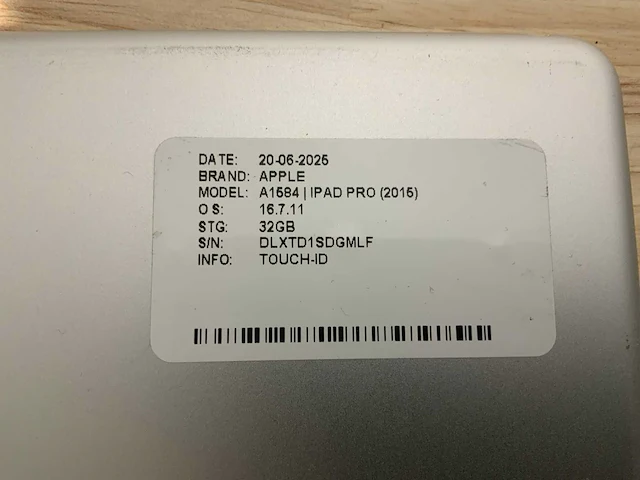 DATE: 20-06-2025
BRAND: APPLE
MODEL: A1584 | IPAD PRO (2015)
OS: 16.7.11
STG: 32GB
S/N: DLXTD1SDGMLF
INFO: TOUCH-ID